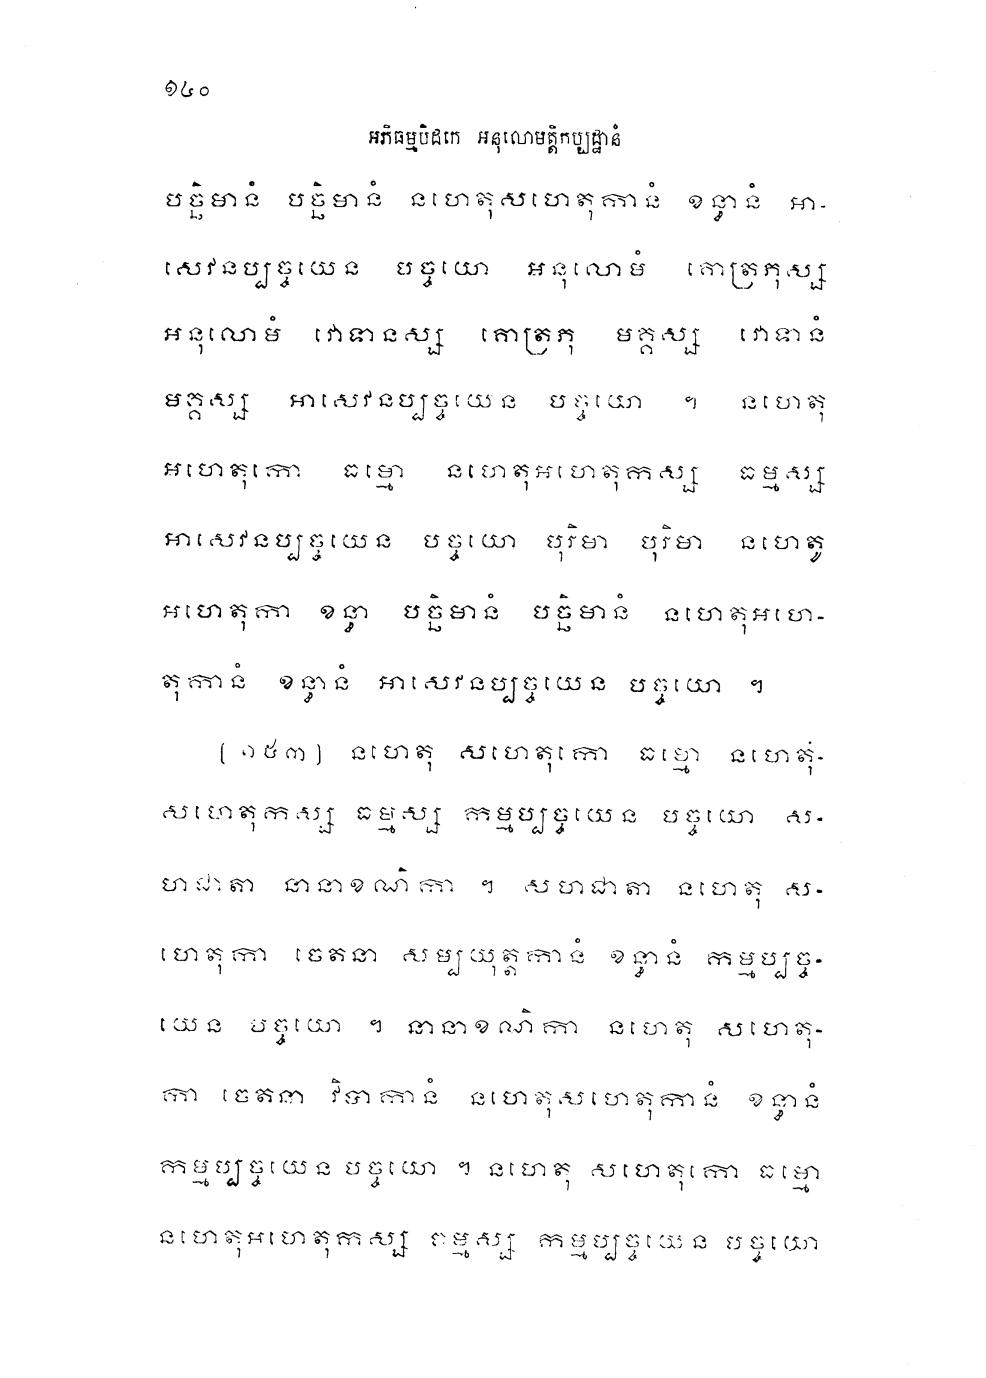 ១៤០
អភិធម្មបិដកេ អនុលោមត្តិកប្បដ្ឋានំ
បច្ឆិមានំ បច្ឆិមានំ នហេតុសហេតុកានំ ខន្ធានំ អា-
សេវនប្បច្ចយេន បច្ចយោ អនុលោមំ គោត្រភុស្ស
អនុលោមំ វោទានស្ស គោត្រភុ មគ្គស្ស វោទានំ
មគ្គស្ស អាសេវនប្បច្ចយេន បច្ចយោ ។ នហេតុ
អហេតុកោ ធម្មោ នហេតុអហេតុកស្ស ធម្មស្ស
អាសេវនប្បច្ចយេន បច្ចយោ បុរិមា បុរិមា នហេតូ
អហេតុកា ខន្ធា បច្ឆិមានំ បច្ឆិមានំ នហេតុអហេ-
តុកានំ ខន្ធានំ អាសេវនប្បច្ចយេន បច្ចយោ ។
(១៥៣) នហេតុ សហេតុកោ ធម្មោ នហេតុ-
សហេតុកស្ស ធម្មស្ស កម្មប្បច្ចយេន បច្ចយោ ស-
ហជាតា នានាខណិកា ។ សហជាតា នហេតុ ស-
ហេតុកា ចេតនា សម្បយុត្តកានំ ខន្ធានំ កម្មប្បច្ច-
យេន បច្ចយោ ។ នានាខណិកា នហេតុ សហេតុ-
កា ចេតនា វិបាកានំ នហេតុសហេតុកានំ ខន្ធានំ
កម្មប្បច្ចយេន បច្ចយោ ។ នហេតុ សហេតុកោ ធម្មោ
នហេតុអហេតុកស្ស ធម្មស្ស កម្មប្បច្ចយេន បច្ចយោ